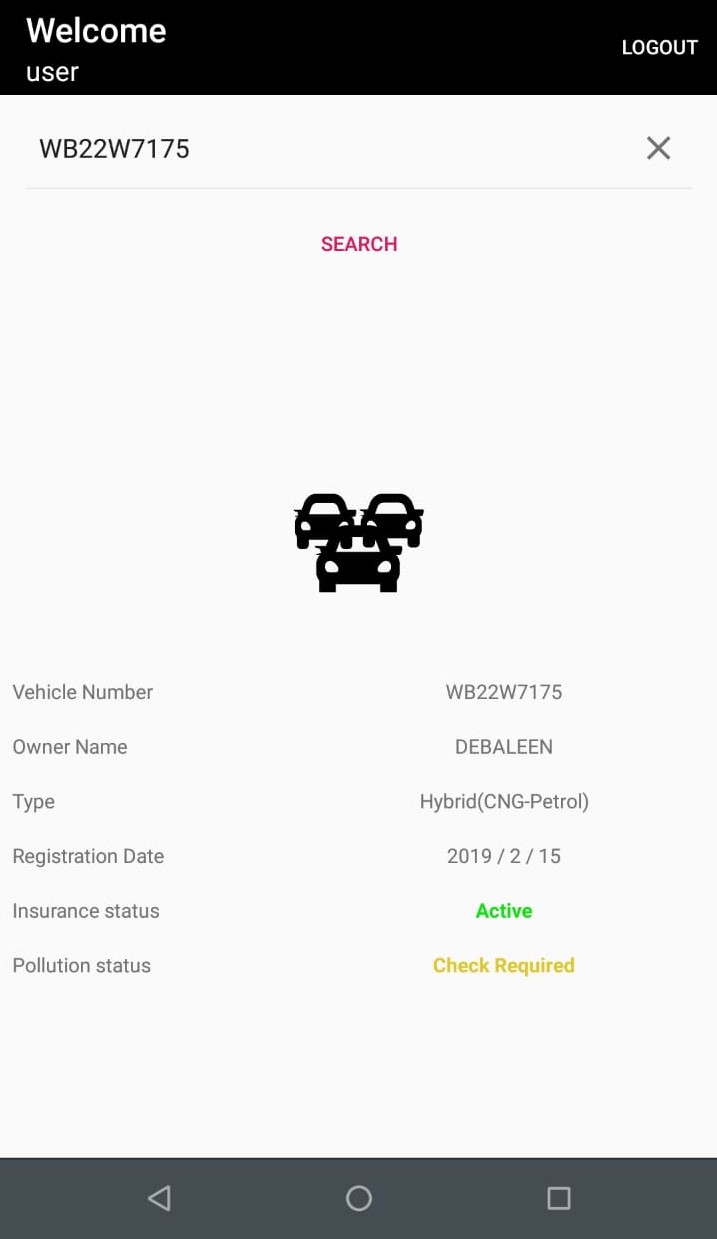 Welcome
user
LOGOUT
WB22W7175
SEARCH
Vehicle Number WB22W7175
Owner Name DEBALEEN
Type Hybrid(CNG-Petrol)
Registration Date 2019 / 2 / 15
Insurance status Active
Pollution status Check Required